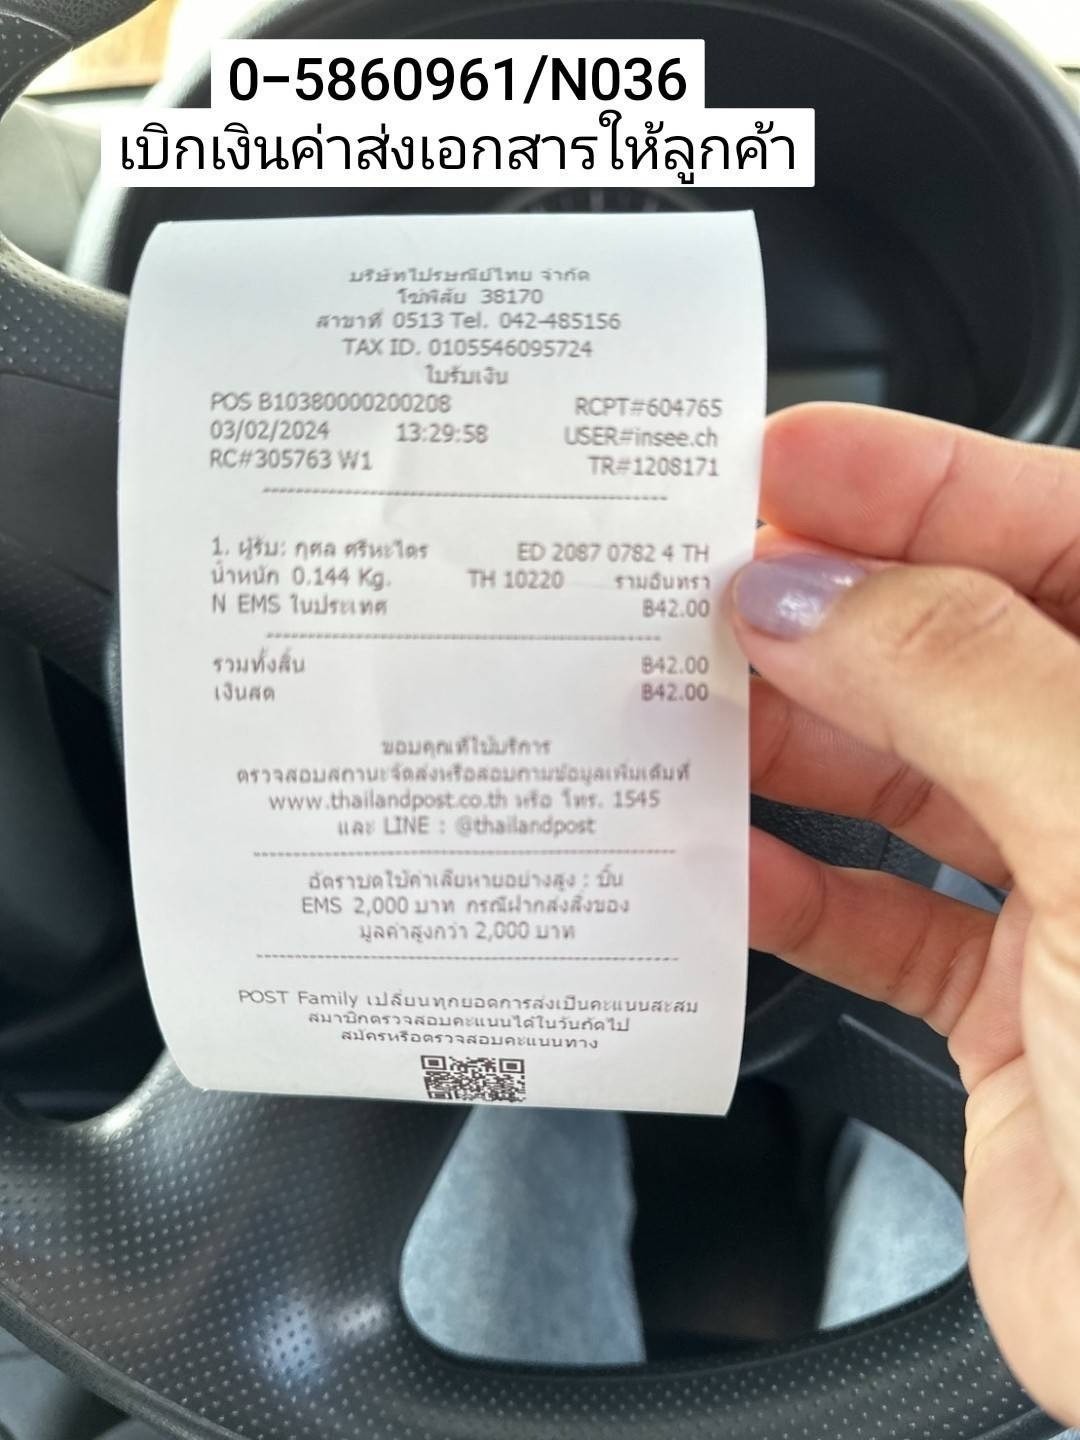 0-5860961/N036
เบิกเงินค่าส่งเอกสารให้ลูกค้า
บริษัทไปรษณีย์ไทย จำกัด
โซ่พิสัย 38170
สาขาที่ 0513 Tel. 042-485156
TAX ID. 0105546095724
ใบรับเงิน
POS B10380000200208 RCPT#604765
03/02/2024 13:29:58 USER#insee.ch
RC#305763 W1 TR#1208171
1. ผู้รับ: กุศล ศรีหะไตร ED 2087 0782 4 TH
น้ำหนัก 0.144 Kg. TH 10220 รามอินทรา
N EMS ในประเทศ ฿42.00
รวมทั้งสิ้น ฿42.00
เงินสด ฿42.00
ขอบคุณที่ใช้บริการ
ตรวจสอบสถานะจัดส่งหรือสอบถามข้อมูลเพิ่มเติมที่
www.thailandpost.co.th หรือ โทร. 1545
และ LINE : @thailandpost
อัตราชดใช้ค่าเสียหายอย่างสูง : ชิ้น
EMS 2,000 บาท กรณีฝากส่งสิ่งของ
มูลค่าสูงกว่า 2,000 บาท
POST Family เปลี่ยนทุกยอดการส่งเป็นคะแนนสะสม
สมาชิกตรวจสอบคะแนนได้ในวันถัดไป
สมัครหรือตรวจสอบคะแนนทาง